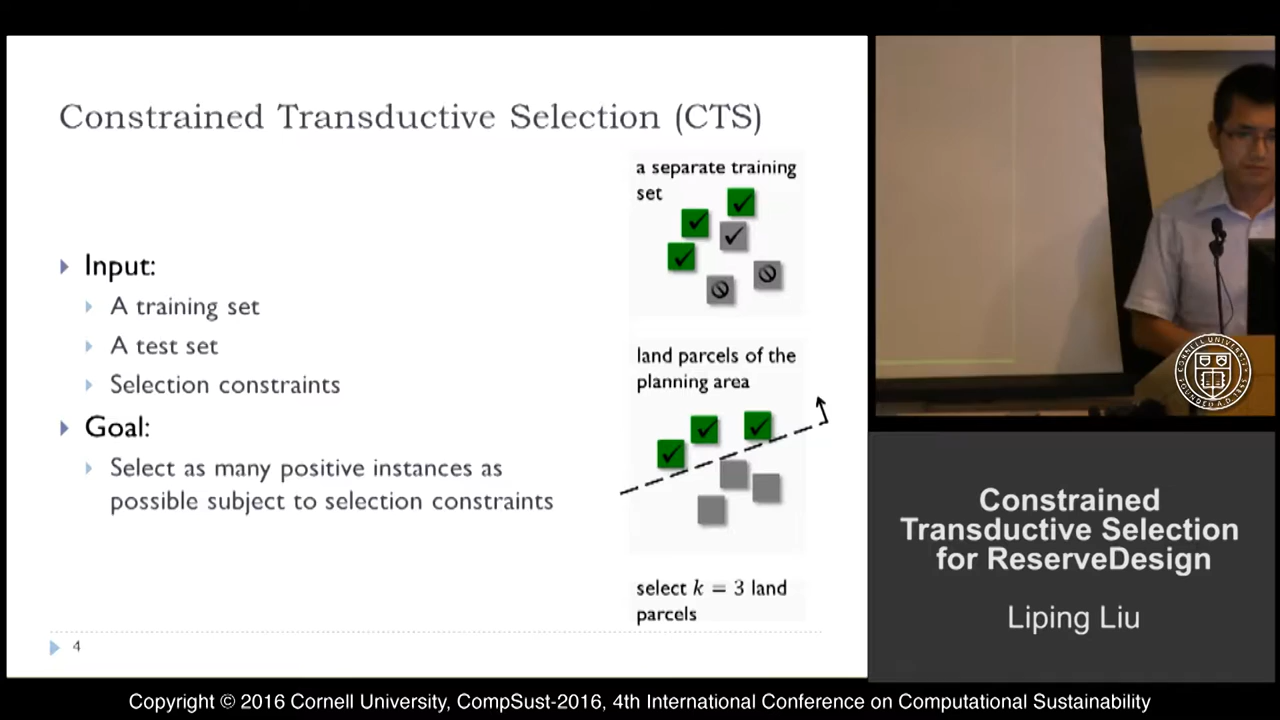 Constrained Transductive Selection (CTS)
a separate training
set
Input:
A training set
A test set
Selection constraints
Goal:
Select as many positive instances as
possible subject to selection constraints
land parcels of the
planning area
select k = 3 land
parcels
4
Constrained
Transductive Selection
for ReserveDesign
Liping Liu
Copyright © 2016 Cornell University, CompSust-2016, 4th International Conference on Computational Sustainability